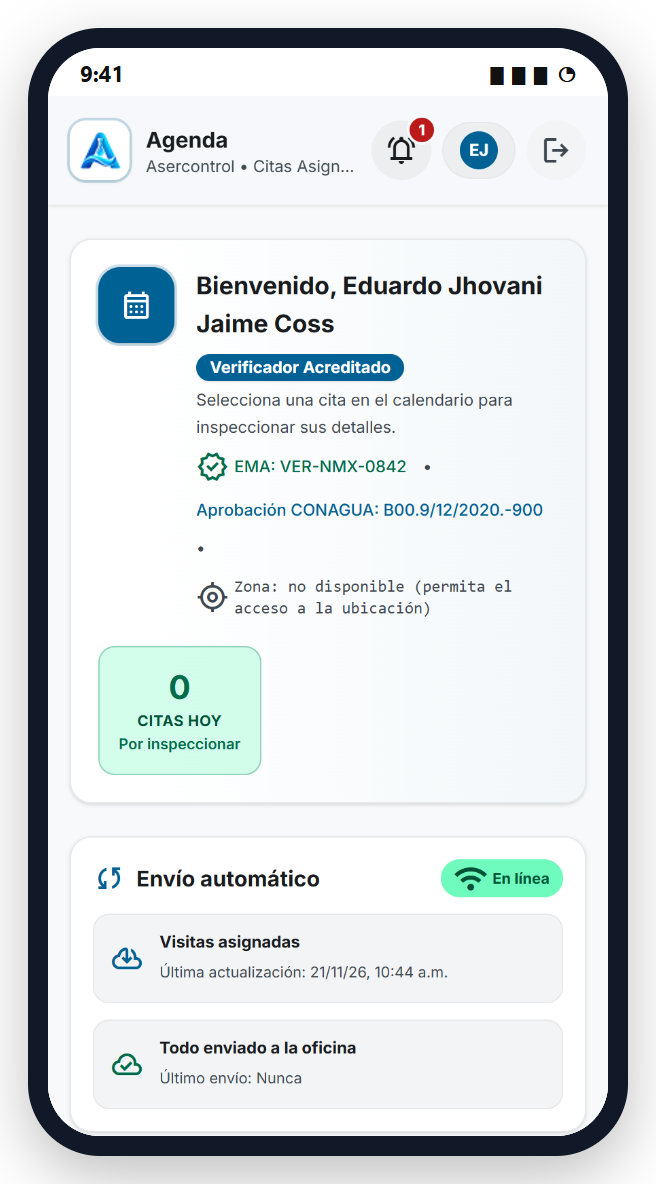 9:41
Agenda
1
EJ
Asercontrol • Citas Asign...
Bienvenido, Eduardo Jhovani
Jaime Coss
Verificador Acreditado
Selecciona una cita en el calendario para
inspeccionar sus detalles.
EMA: VER-NMX-0842 •
Aprobación CONAGUA: B00.9/12/2020.-900
•
Zona: no disponible (permita el
acceso a la ubicación)
0
CITAS HOY
Por inspeccionar
Envío automático
En línea
Visitas asignadas
Última actualización: 21/11/26, 10:44 a.m.
Todo enviado a la oficina
Último envío: Nunca